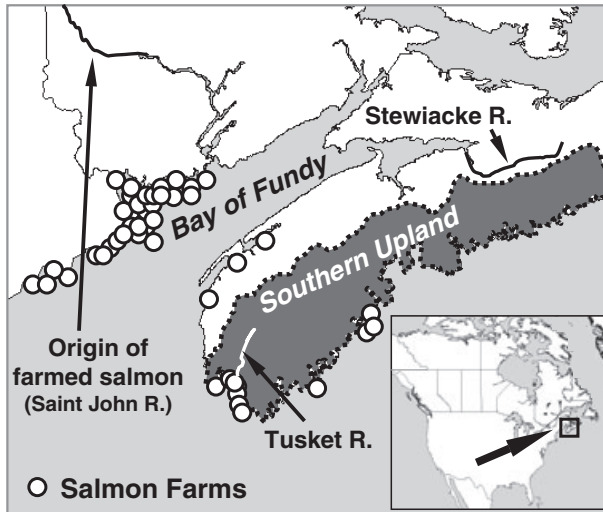 Stewiacke R.
Bay of Fundy
Southern Upland
Origin of
farmed salmon
(Saint John R.)
Tusket R.
Salmon Farms